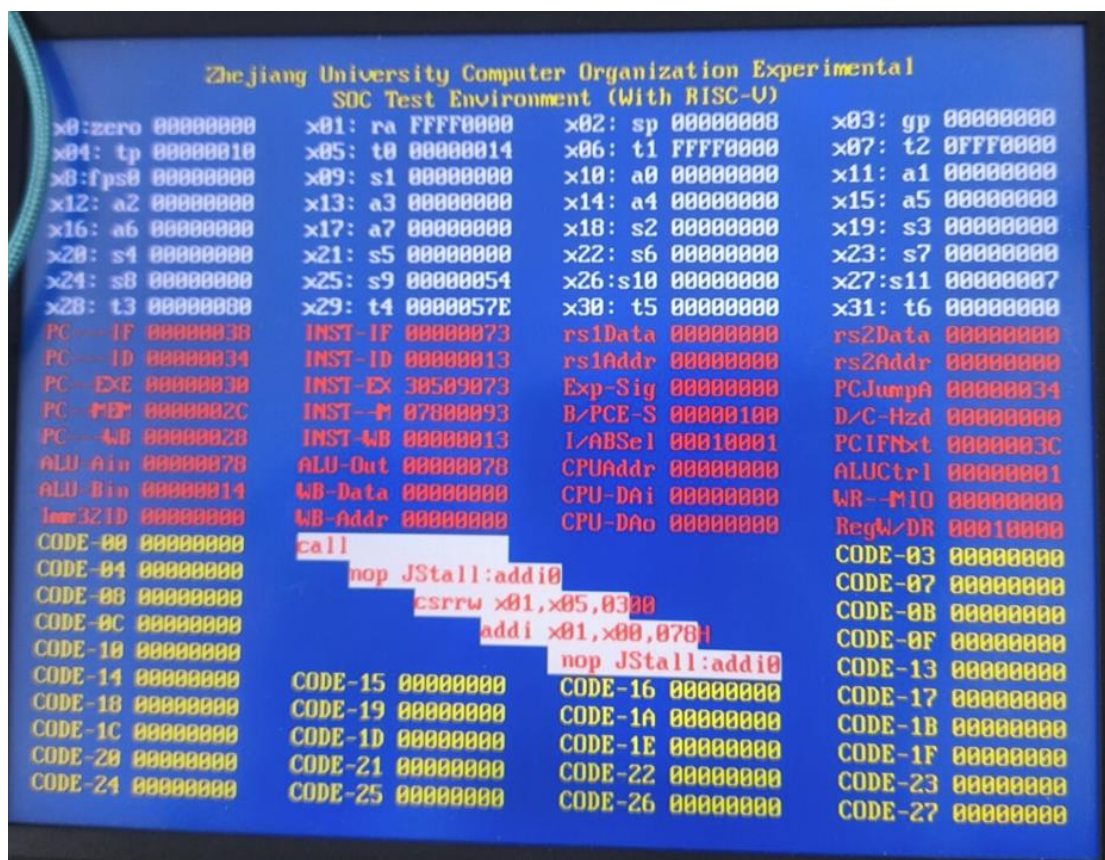 Zhejiang University Computer Organization Experimental
SOC Test Environment (With RISC-V)
x0:zero 00000000 x01: ra FFFF0000 x02: sp 00000008 x03: gp 00000000
x04: tp 00000010 x05: t0 00000014 x06: t1 FFFF0000 x07: t2 0FFF0000
x8:fps0 00000000 x09: s1 00000000 x10: a0 00000000 x11: a1 00000000
x12: a2 00000000 x13: a3 00000000 x14: a4 00000000 x15: a5 00000000
x16: a6 00000000 x17: a7 00000000 x18: s2 00000000 x19: s3 00000000
x20: s4 00000000 x21: s5 00000000 x22: s6 00000000 x23: s7 00000000
x24: s8 00000000 x25: s9 00000054 x26:s10 00000000 x27:s11 00000007
x28: t3 00000080 x29: t4 0000057E x30: t5 00000000 x31: t6 00000000
PC---IF 00000038 INST-IF 00000073 rs1Data 00000000 rs2Data 00000000
PC---ID 00000034 INST-ID 00000013 rs1Addr 00000000 rs2Addr 00000000
PC--EXE 00000030 INST-EX 30509073 Exp-Sig 00000000 PCJumpA 00000034
PC--MEM 0000002C INST--M 07800093 B/PCE-S 00000100 D/C-Hzd 00000000
PC---WB 00000028 INST-WB 00000013 I/ABSel 00010001 PCIFNxt 0000003C
ALU-Ain 00000078 ALU-Out 00000078 CPUAddr 00000000 ALUCtrl 00000001
ALU-Bin 00000014 WB-Data 00000000 CPU-DAi 00000000 WR--MIO 00000000
Imm32ID 00000000 WB-Addr 00000000 CPU-DAo 00000000 RegW/DR 00010000
CODE-00 00000000 call CODE-03 00000000
CODE-04 00000000 nop JStall:addi0 CODE-07 00000000
CODE-08 00000000 csrrw x01,x05,0300 CODE-0B 00000000
CODE-0C 00000000 addi x01,x00,078H CODE-0F 00000000
CODE-10 00000000 nop JStall:addi0 CODE-13 00000000
CODE-14 00000000 CODE-15 00000000 CODE-16 00000000 CODE-17 00000000
CODE-18 00000000 CODE-19 00000000 CODE-1A 00000000 CODE-1B 00000000
CODE-1C 00000000 CODE-1D 00000000 CODE-1E 00000000 CODE-1F 00000000
CODE-20 00000000 CODE-21 00000000 CODE-22 00000000 CODE-23 00000000
CODE-24 00000000 CODE-25 00000000 CODE-26 00000000 CODE-27 00000000